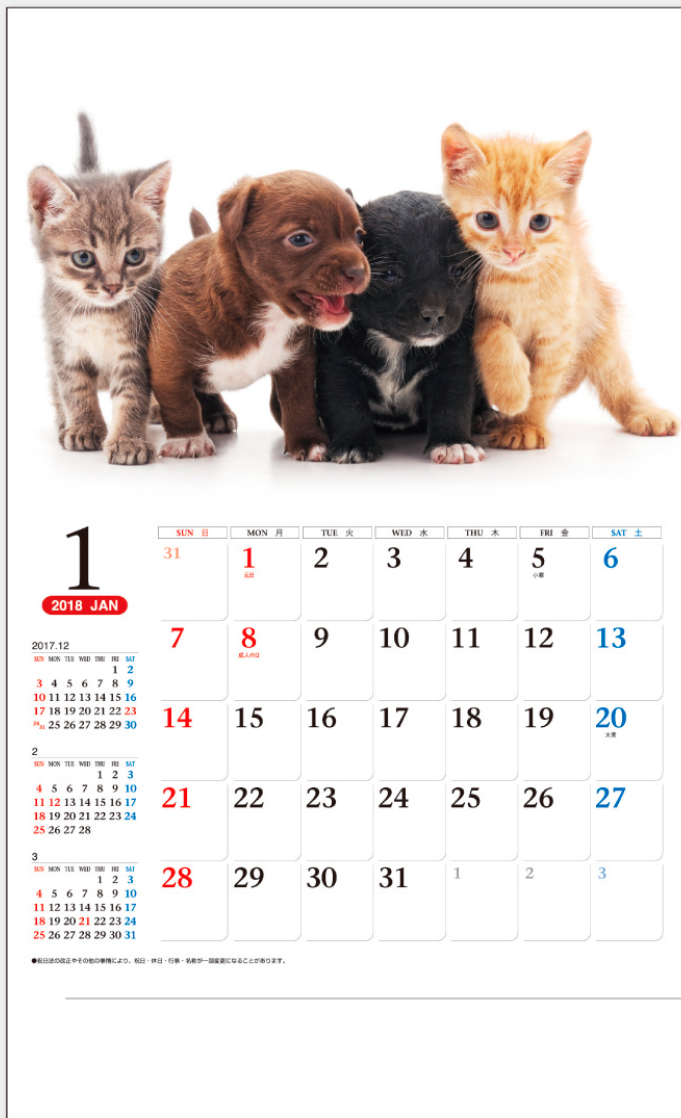 1
2018 JAN
SUN 日 MON 月 TUE 火 WED 水 THU 木 FRI 金 SAT 土
31 1 2 3 4 5 6
元日 小寒
7 8 9 10 11 12 13
成人の日
14 15 16 17 18 19 20
大寒
21 22 23 24 25 26 27
28 29 30 31 1 2 3
2017.12
SUN MON TUE WED THU FRI SAT
1 2
3 4 5 6 7 8 9
10 11 12 13 14 15 16
17 18 19 20 21 22 23
24/31 25 26 27 28 29 30
2
SUN MON TUE WED THU FRI SAT
1 2 3
4 5 6 7 8 9 10
11 12 13 14 15 16 17
18 19 20 21 22 23 24
25 26 27 28
3
SUN MON TUE WED THU FRI SAT
1 2 3
4 5 6 7 8 9 10
11 12 13 14 15 16 17
18 19 20 21 22 23 24
25 26 27 28 29 30 31
●祝日法の改正やその他の事情により、祝日・休日・行事・名称が一部変更になることがあります。